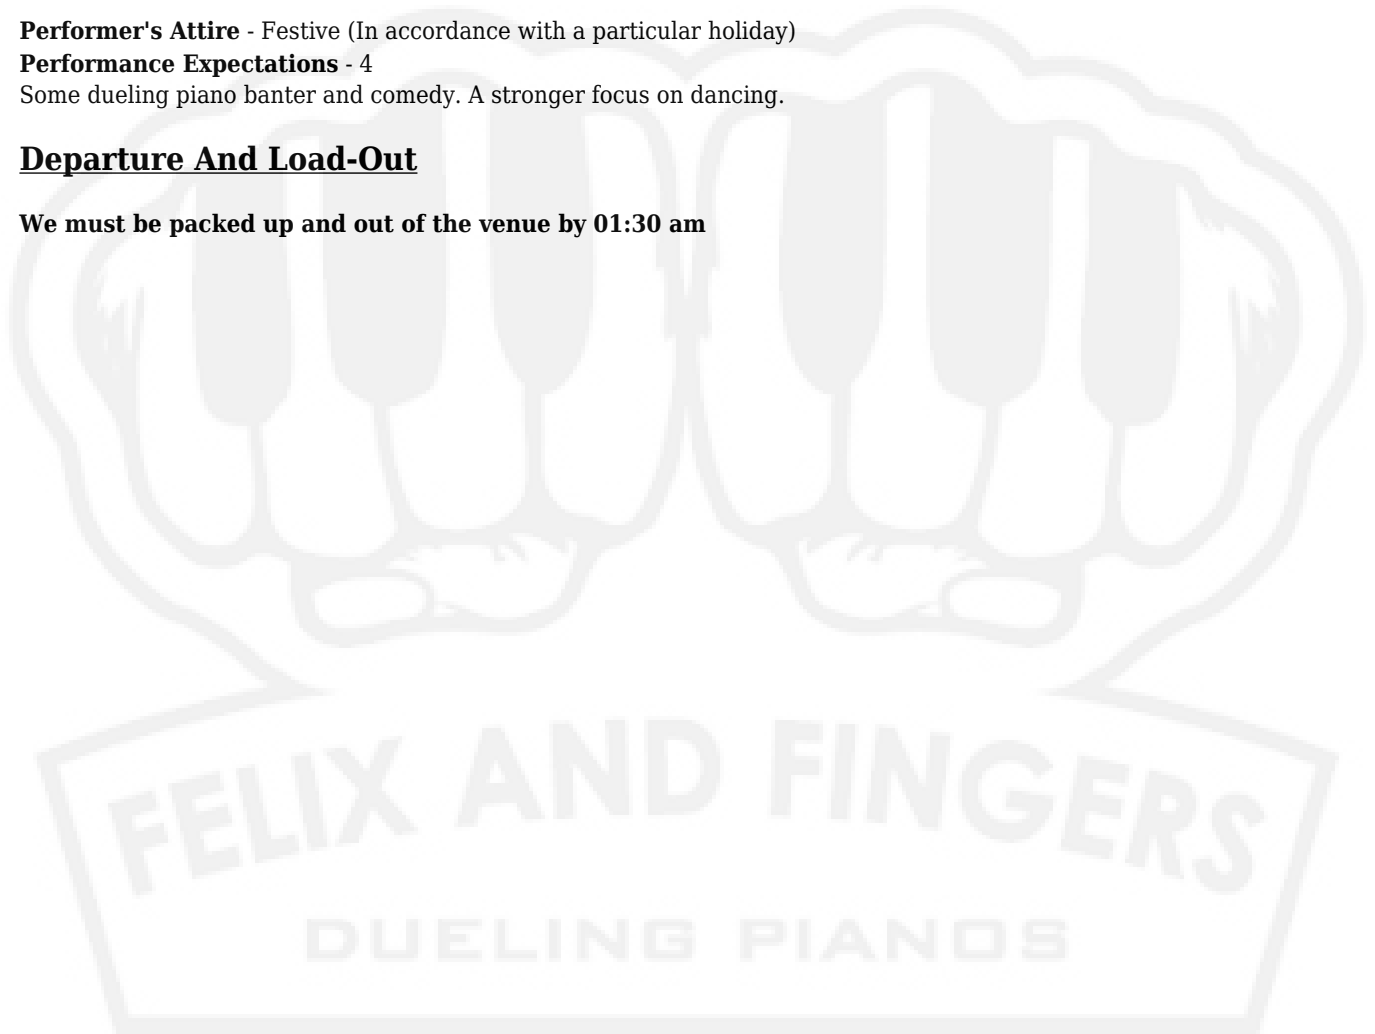 Performer's Attire - Festive (In accordance with a particular holiday)
Performance Expectations - 4
Some dueling piano banter and comedy. A stronger focus on dancing.
Departure And Load-Out
We must be packed up and out of the venue by 01:30 am
FELIX AND FINGERS
DUELING PIANOS